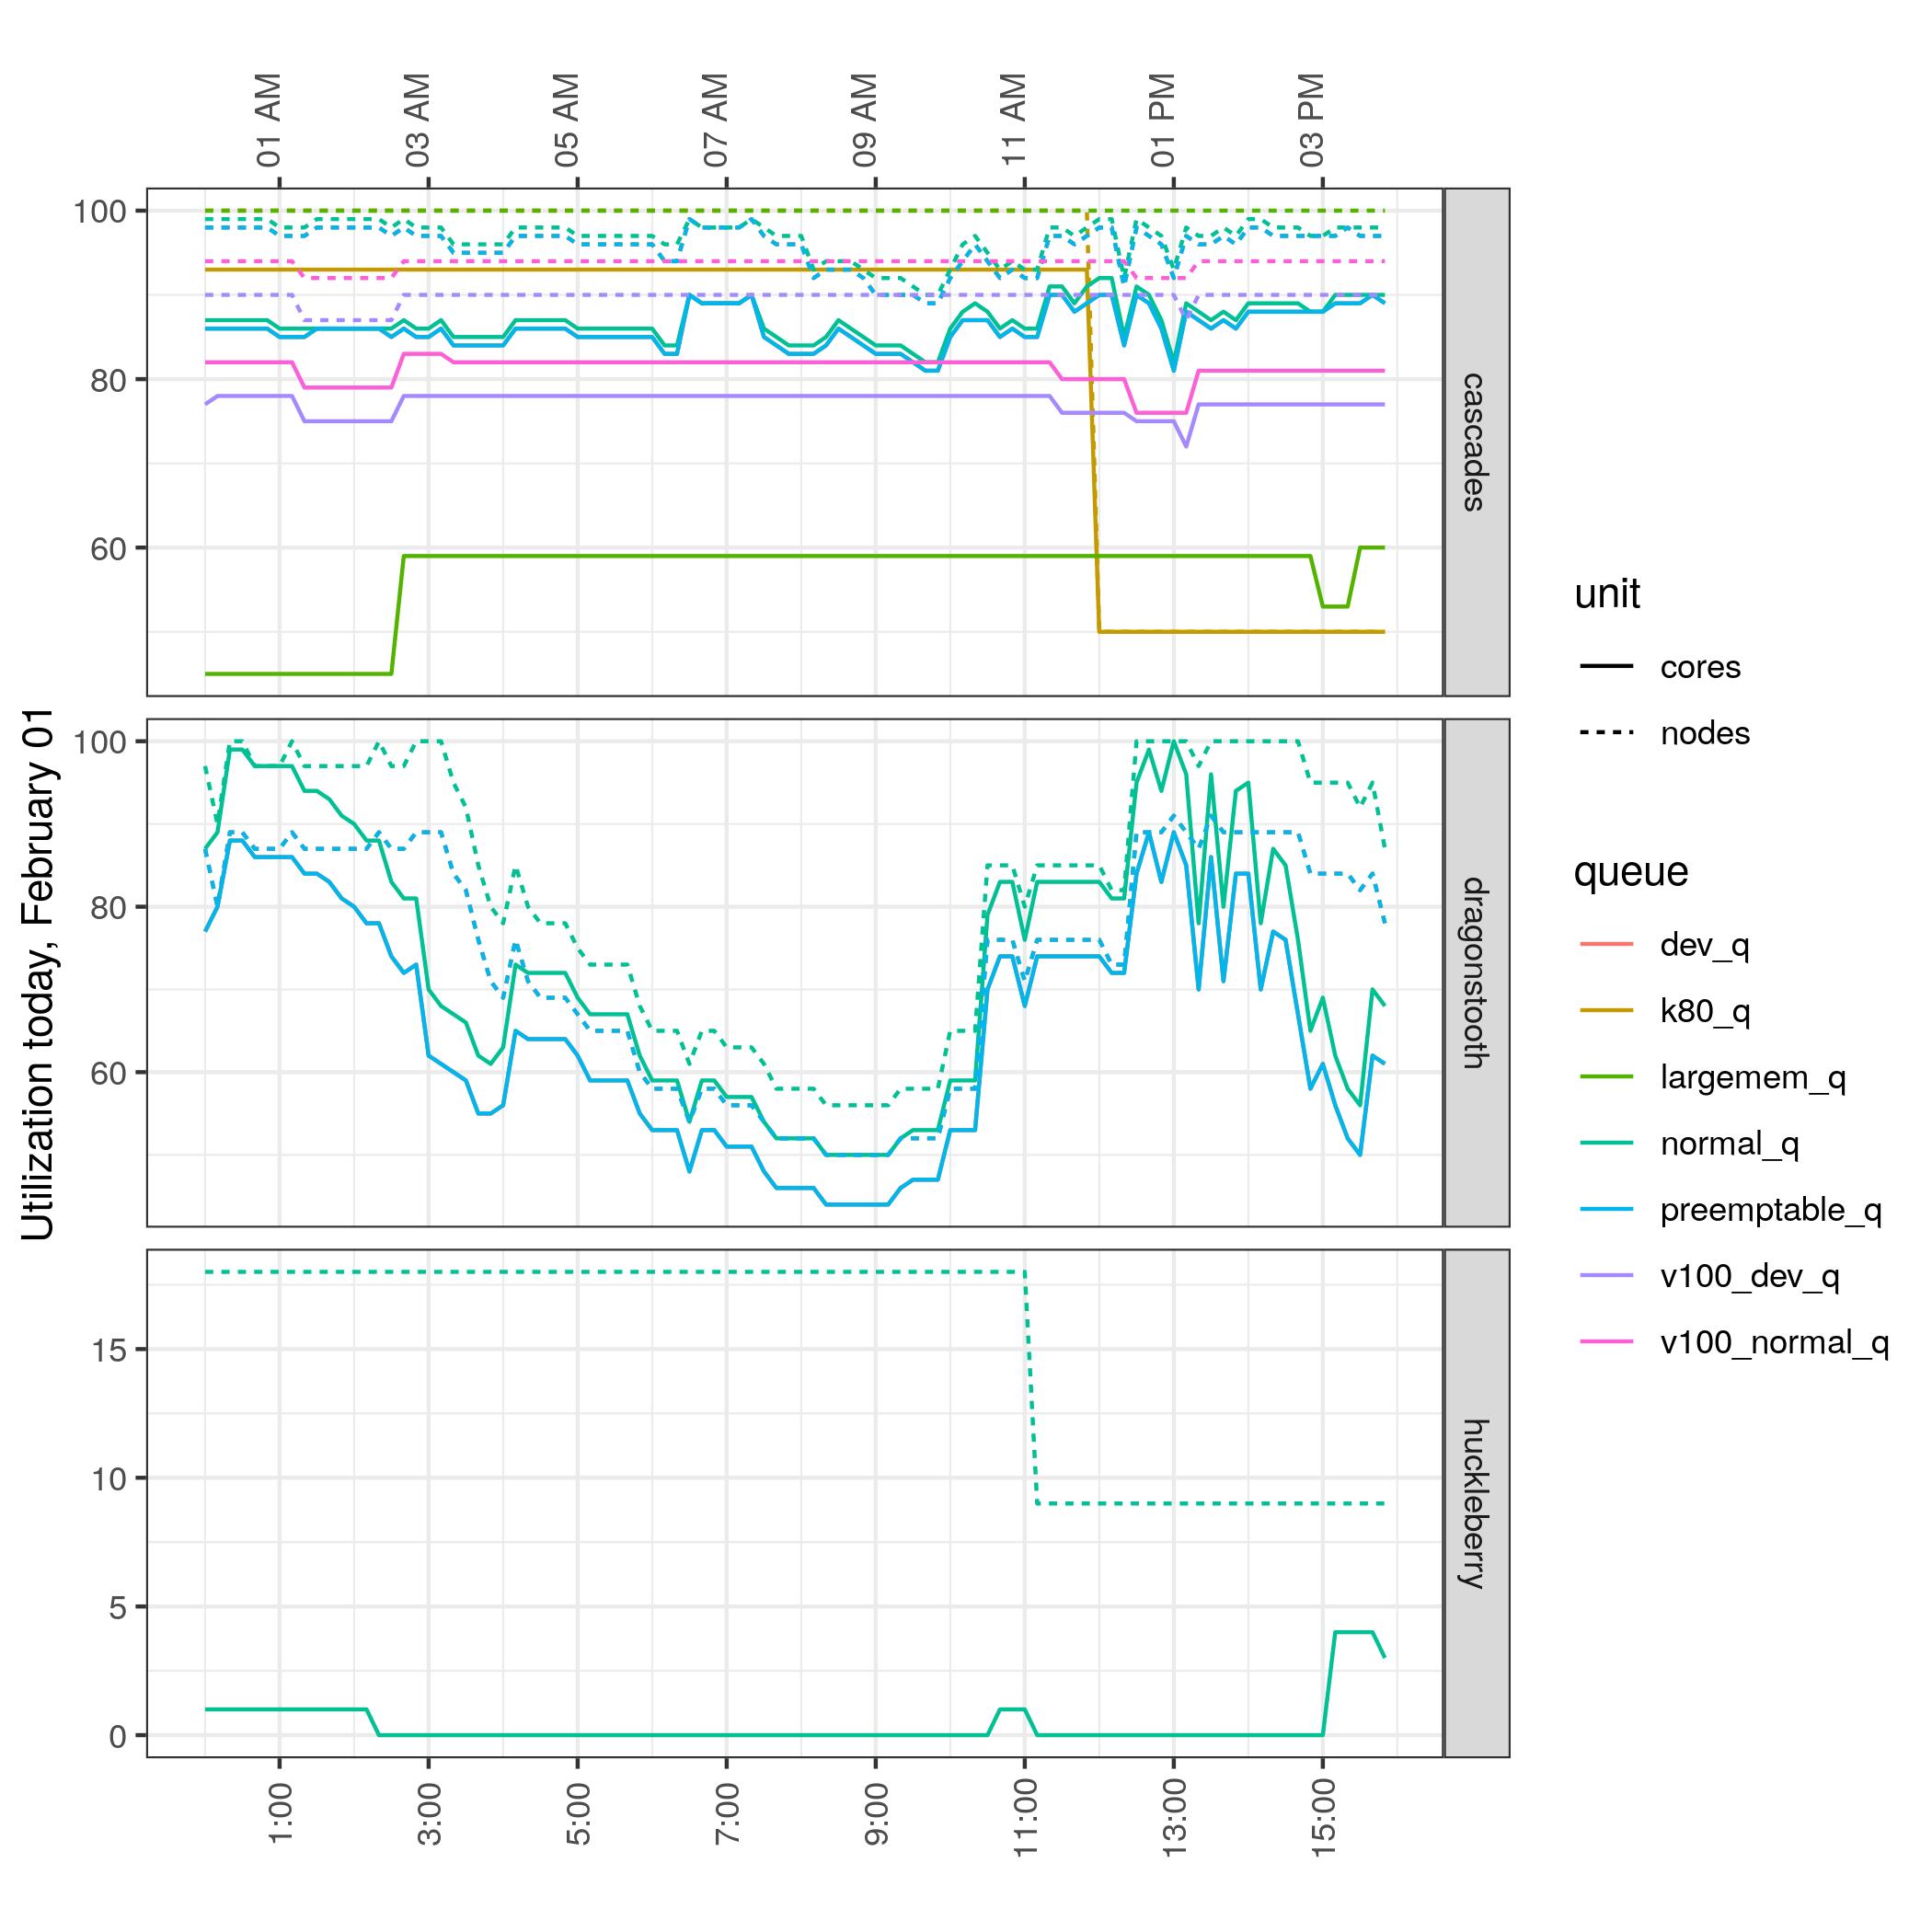 01 AM
03 AM
05 AM
07 AM
09 AM
11 AM
01 PM
03 PM
100
80
60
cascades
Utilization today, February 01
100
80
60
dragonstooth
15
10
5
0
huckleberry
1:00
3:00
5:00
7:00
9:00
11:00
13:00
15:00
unit
cores
nodes
queue
dev_q
k80_q
largemem_q
normal_q
preemptable_q
v100_dev_q
v100_normal_q